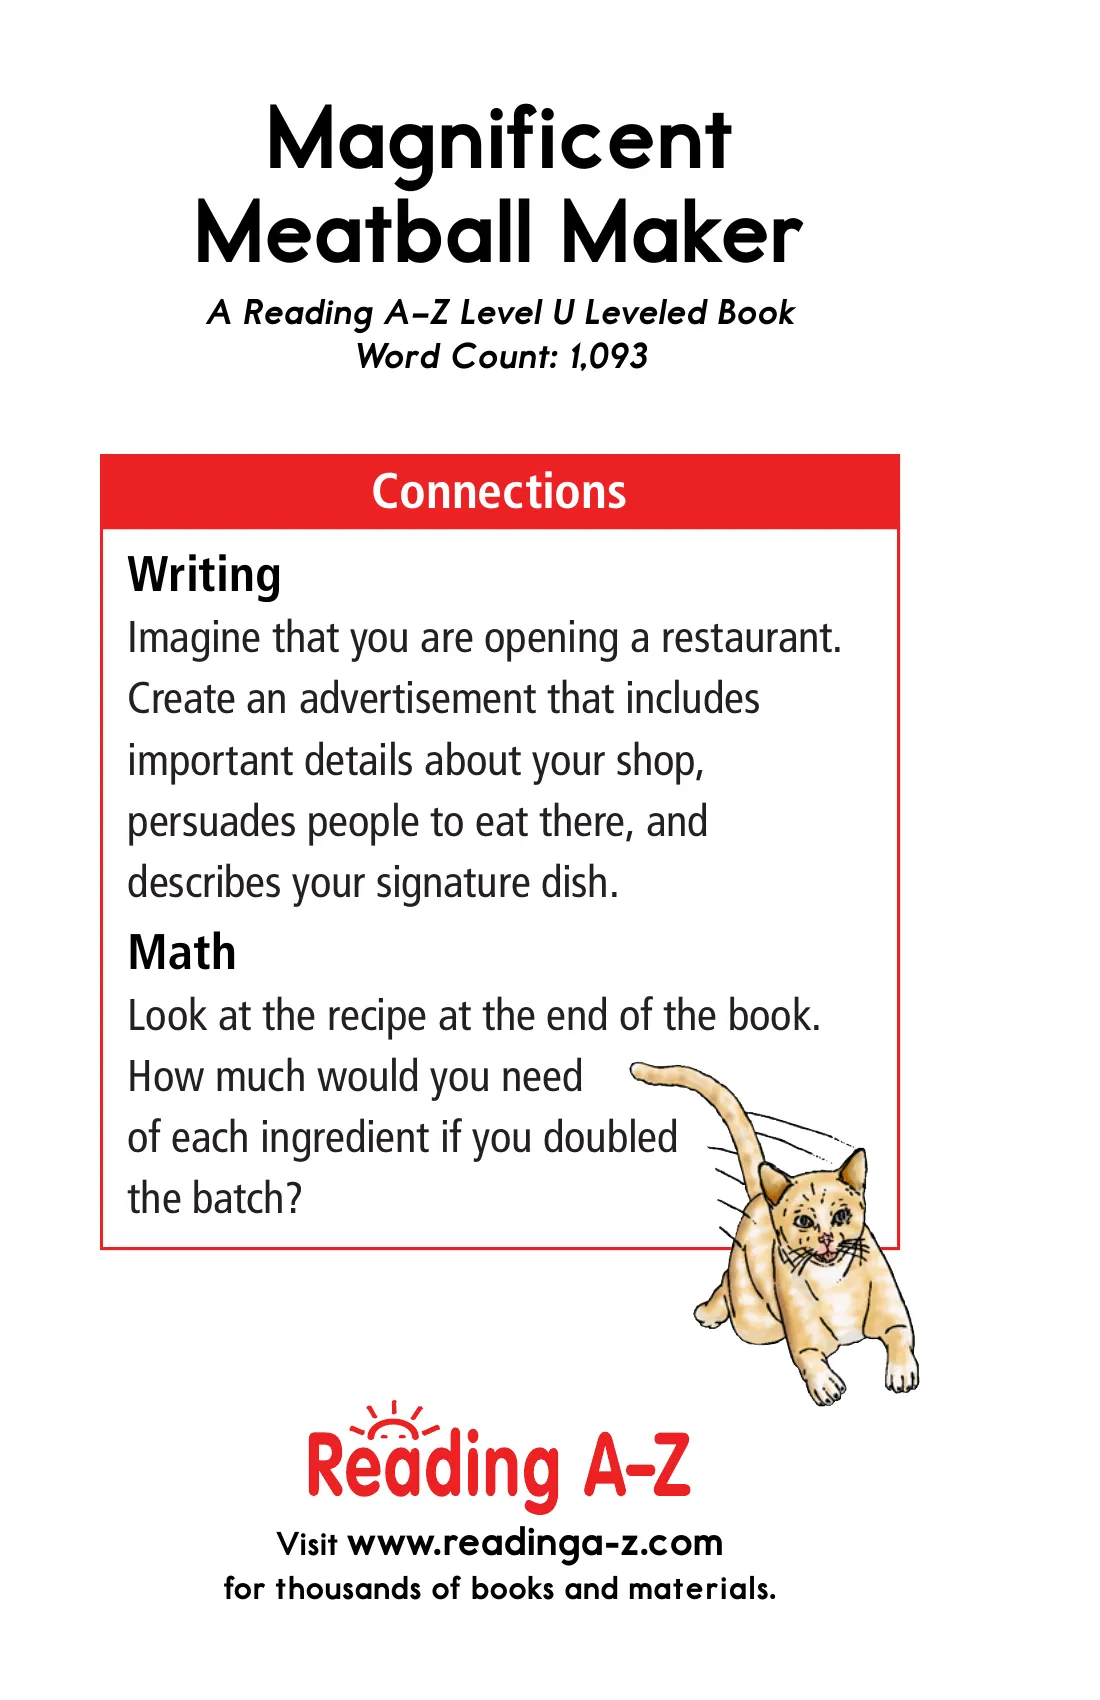 Magnificent
Meatball Maker
A Reading A–Z Level U Leveled Book
Word Count: 1,093
Connections
Writing
Imagine that you are opening a restaurant.
Create an advertisement that includes
important details about your shop,
persuades people to eat there, and
describes your signature dish.
Math
Look at the recipe at the end of the book.
How much would you need
of each ingredient if you doubled
the batch?
Reading A–Z
Visit www.readinga-z.com
for thousands of books and materials.